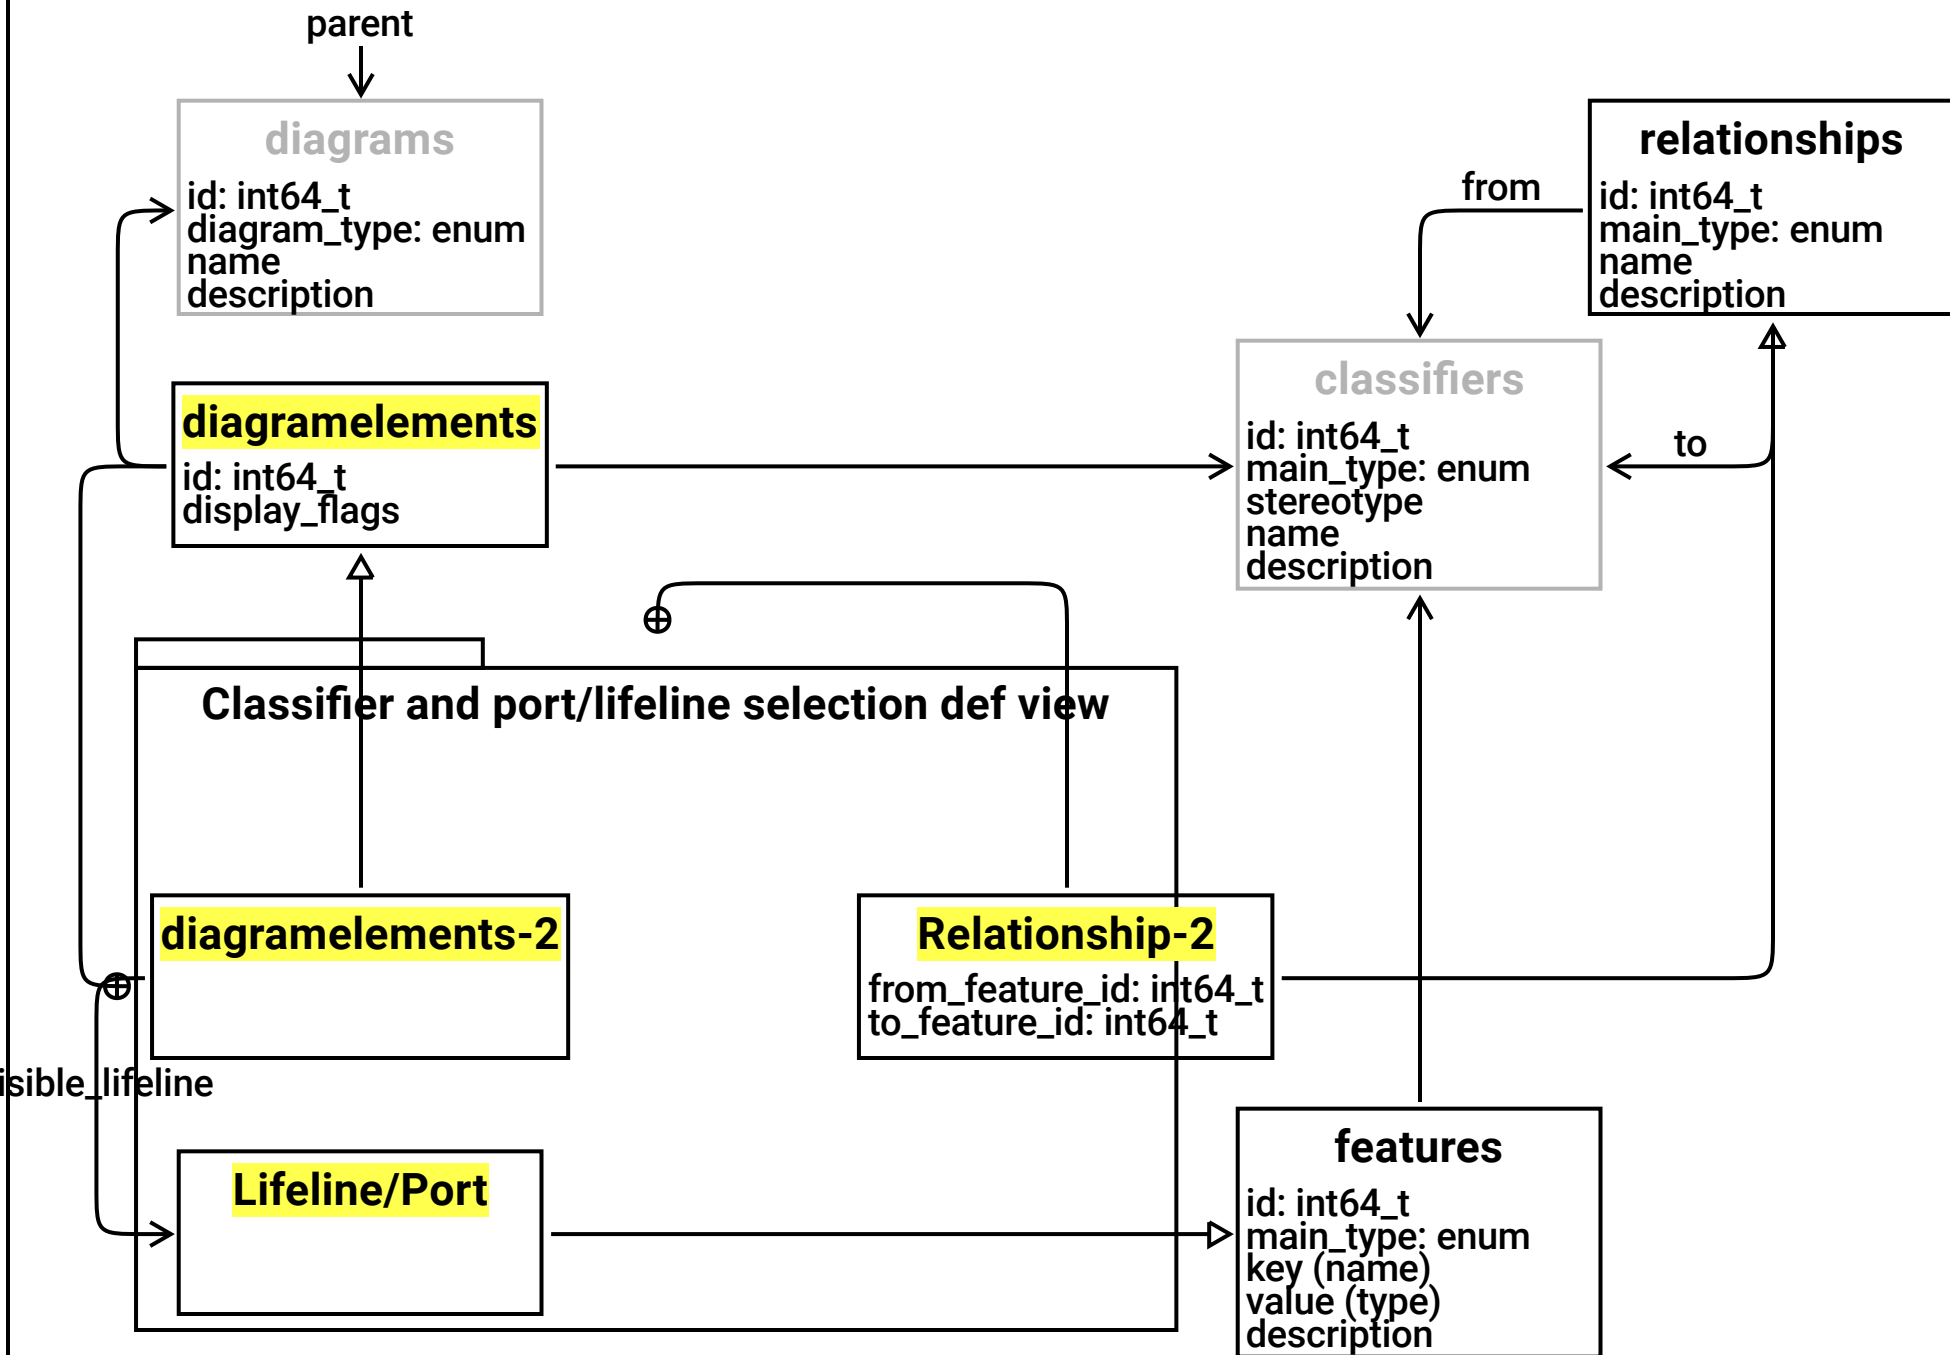 parent
diagrams
id: int64_t
diagram_type: enum
name
description
relationships
id: int64_t
main_type: enum
name
description
from
classifiers
id: int64_t
main_type: enum
stereotype
name
description
to
diagramelements
id: int64_t
display_flags
Classifier and port/lifeline selection def view
diagramelements-2
Relationship-2
from_feature_id: int64_t
to_feature_id: int64_t
isible_lifeline
Lifeline/Port
features
id: int64_t
main_type: enum
key (name)
value (type)
description